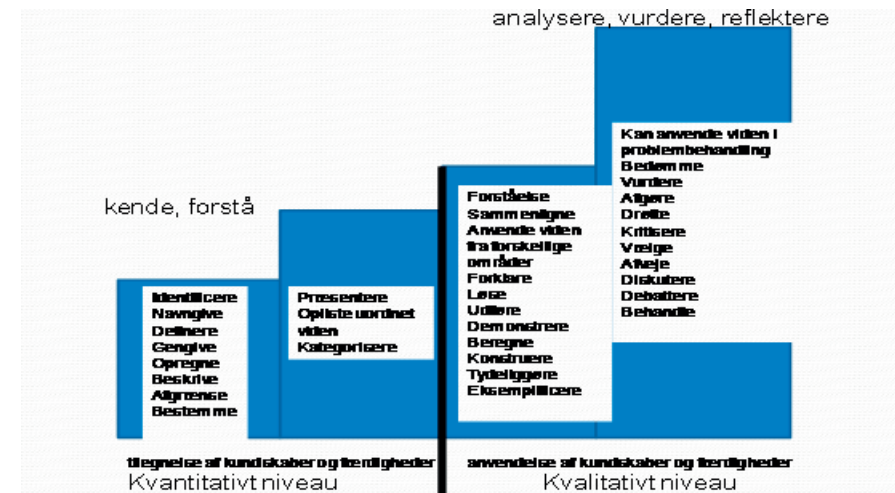 analysere, vurdere, reflektere
kende, forstå
Identificere
Navngive
Definere
Gengive
Opregne
Beskrive
Afgrænse
Bestemme
Præsentere
Opliste uordnet
viden
Kategorisere
Forståelse
Sammenligne
Anvende viden
fra forskellige
områder
Forklare
Løse
Udføre
Demonstrere
Beregne
Konstruere
Tydeliggøre
Eksemplificere
Kan anvende viden i
problembehandling
Bedømme
Vurdere
Afgøre
Drøfte
Kritisere
Vælge
Afveje
Diskutere
Debattere
Behandle
tilegnelse af kundskaber og færdigheder
Kvantitativt niveau
anvendelse af kundskaber og færdigheder
Kvalitativt niveau